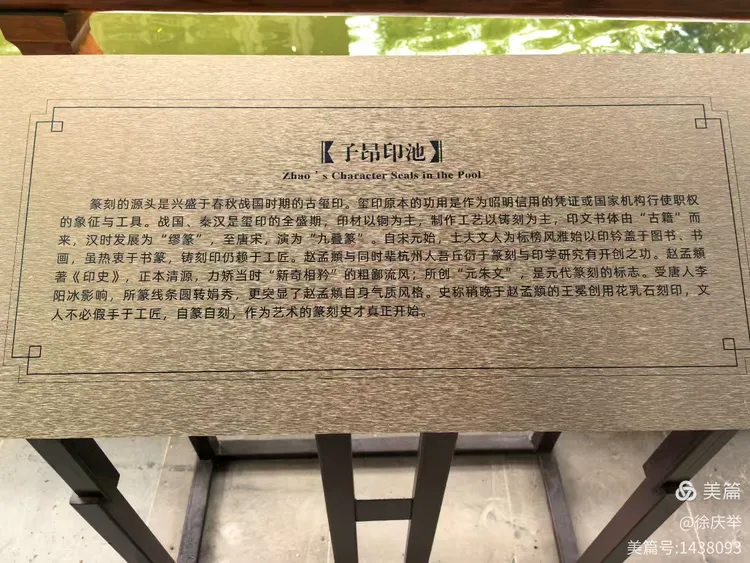 【子昂印池】
Zhao's Character Seals in the Pool
篆刻的源头是兴盛于春秋战国时期的古玺印。玺印原本的功用是作为昭明信用的凭证或国家机构行使职权
的象征与工具。战国、秦汉是玺印的全盛期，印材以铜为主，制作工艺以铸刻为主，印文书体由“古籀”而
来，汉时发展为“缪篆”，至唐宋，演为“九叠篆”。自宋元始，士大夫文人为标榜风雅始以印钤盖于图书、书
画，虽热衷于书篆，铸刻印仍赖于工匠。赵孟頫与同时辈杭州人吾丘衍于篆刻与印学研究有开创之功。赵孟頫
著《印史》，正本清源，力矫当时“新奇相矜”的粗鄙流风；所创“元朱文”，是元代篆刻的标志。受唐人李
阳冰影响，所篆线条圆转娟秀，更突显了赵孟頫自身气质风格。史称稍晚于赵孟頫的王冕创用花乳石刻印，文
人不必假手于工匠，自篆自刻，作为艺术的篆刻史才真正开始。
美篇
@徐庆举
美篇号:1438093